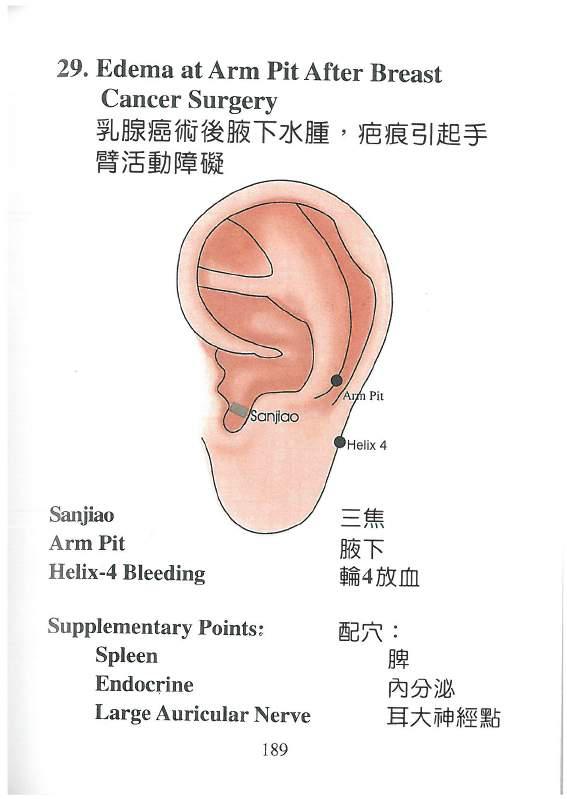 29. Edema at Arm Pit After Breast
Cancer Surgery
乳腺癌術後腋下水腫，疤痕引起手
臂活動障礙
Arm Pit
Sanjiao
Helix 4
Sanjiao 三焦
Arm Pit 腋下
Helix-4 Bleeding 輪4放血
Supplementary Points: 配穴：
Spleen 脾
Endocrine 內分泌
Large Auricular Nerve 耳大神經點
189